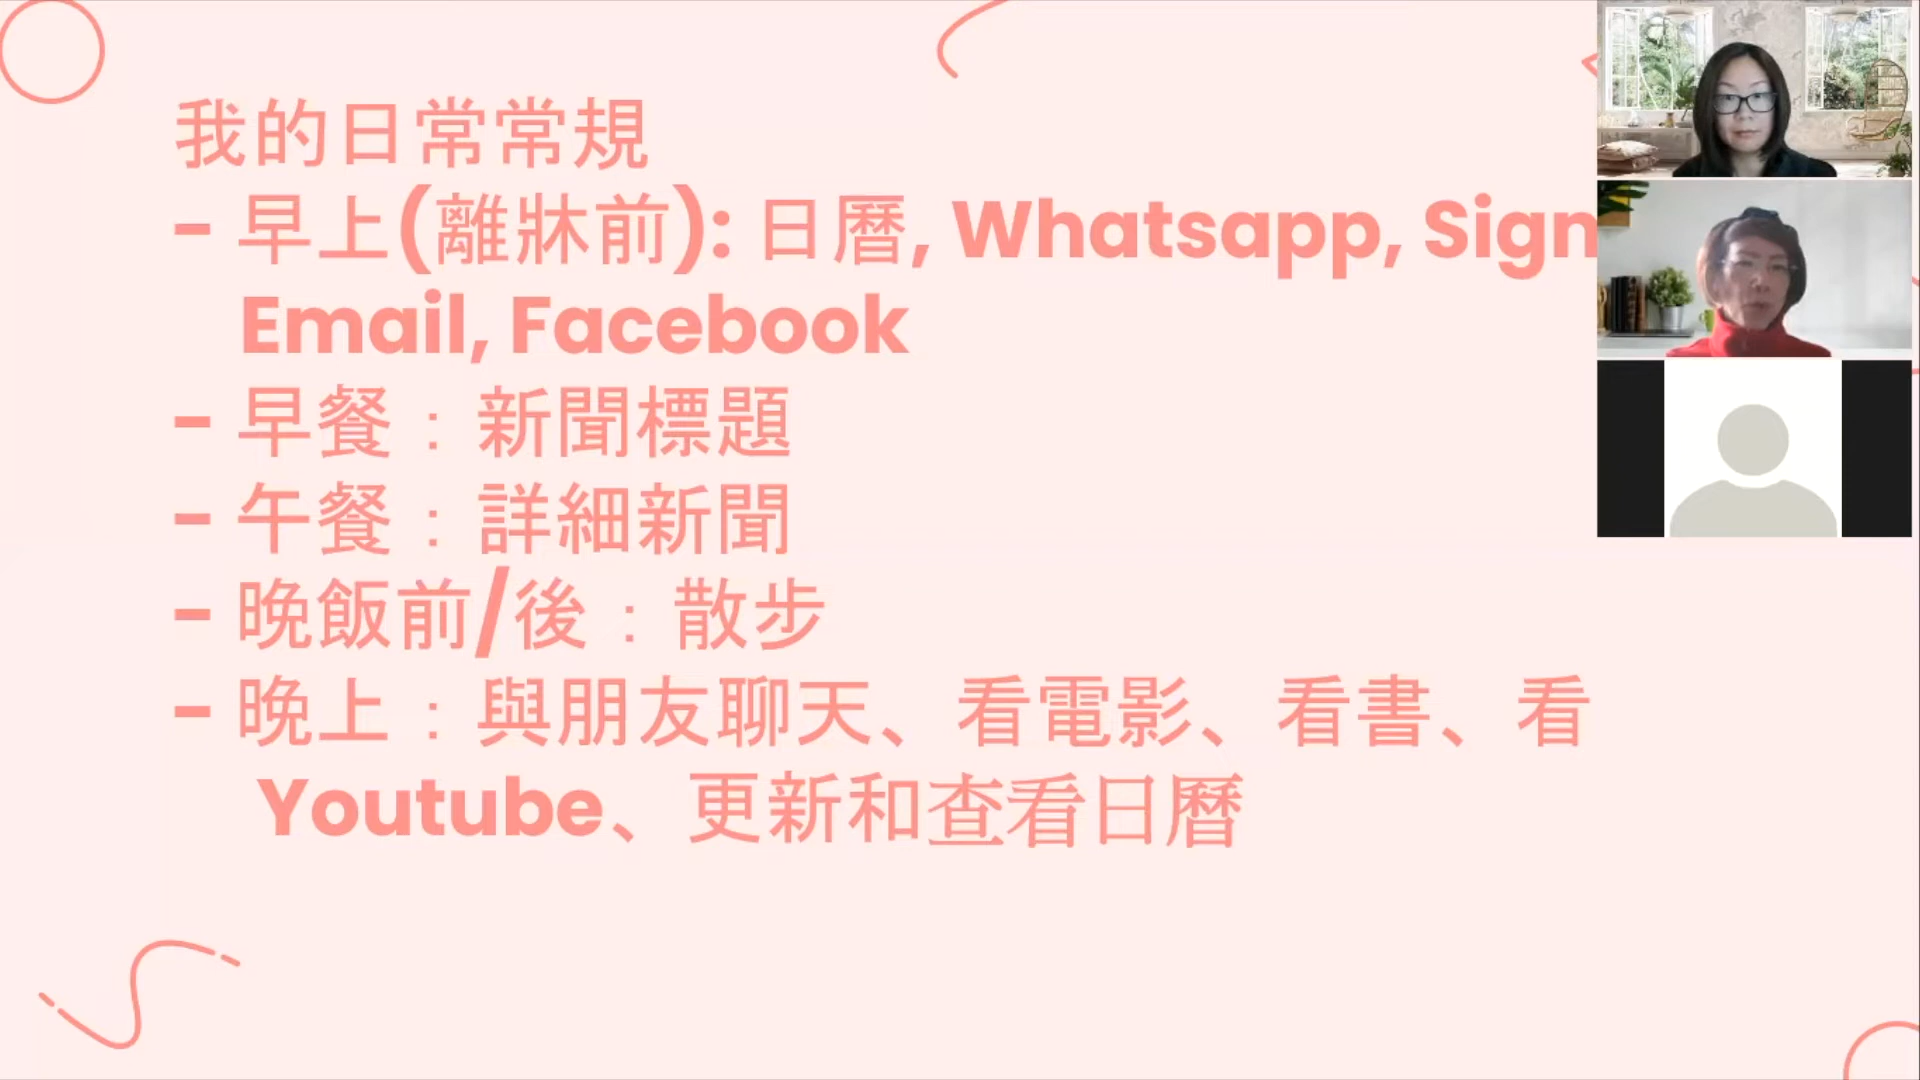 我的日常常規
- 早上(離牀前): 日曆, Whatsapp, Sign
Email, Facebook
- 早餐：新聞標題
- 午餐：詳細新聞
- 晚飯前/後：散步
- 晚上：與朋友聊天、看電影、看書、看
Youtube、更新和查看日曆